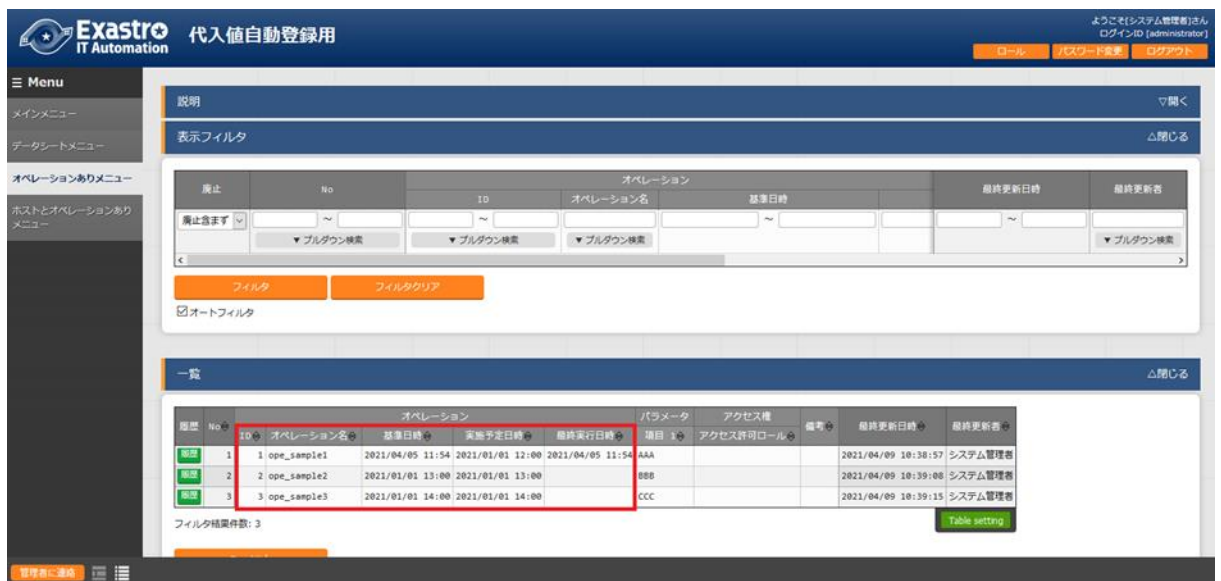 Exastro
IT Automation
代入値自動登録用
ようこそ[システム管理者]さん
ログインID [administrator]
ロール パスワード変更 ログアウト
Menu
メインメニュー
データシートメニュー
オペレーションありメニュー
ホストとオペレーションあり
メニュー
説明 ▽開く
表示フィルタ △閉じる
廃止 No オペレーション 最終更新日時 最終更新者
ID オペレーション名 基準日時
廃止含まず ~ ~ ~ ~
▼ プルダウン検索 ▼ プルダウン検索 ▼ プルダウン検索 ▼ プルダウン検索
フィルタ フィルタクリア
オートフィルタ
一覧 △閉じる
履歴 No オペレーション パラメータ アクセス権 備考 最終更新日時 最終更新者
ID オペレーション名 基準日時 実施予定日時 最終実行日時 項目 1 アクセス許可ロール
履歴 1 1 ope_sample1 2021/04/05 11:54 2021/01/01 12:00 2021/04/05 11:54 AAA 2021/04/09 10:38:57 システム管理者
履歴 2 2 ope_sample2 2021/01/01 13:00 2021/01/01 13:00 BBB 2021/04/09 10:39:08 システム管理者
履歴 3 3 ope_sample3 2021/01/01 14:00 2021/01/01 14:00 CCC 2021/04/09 10:39:15 システム管理者
フィルタ結果件数: 3
Table setting
管理者に連絡